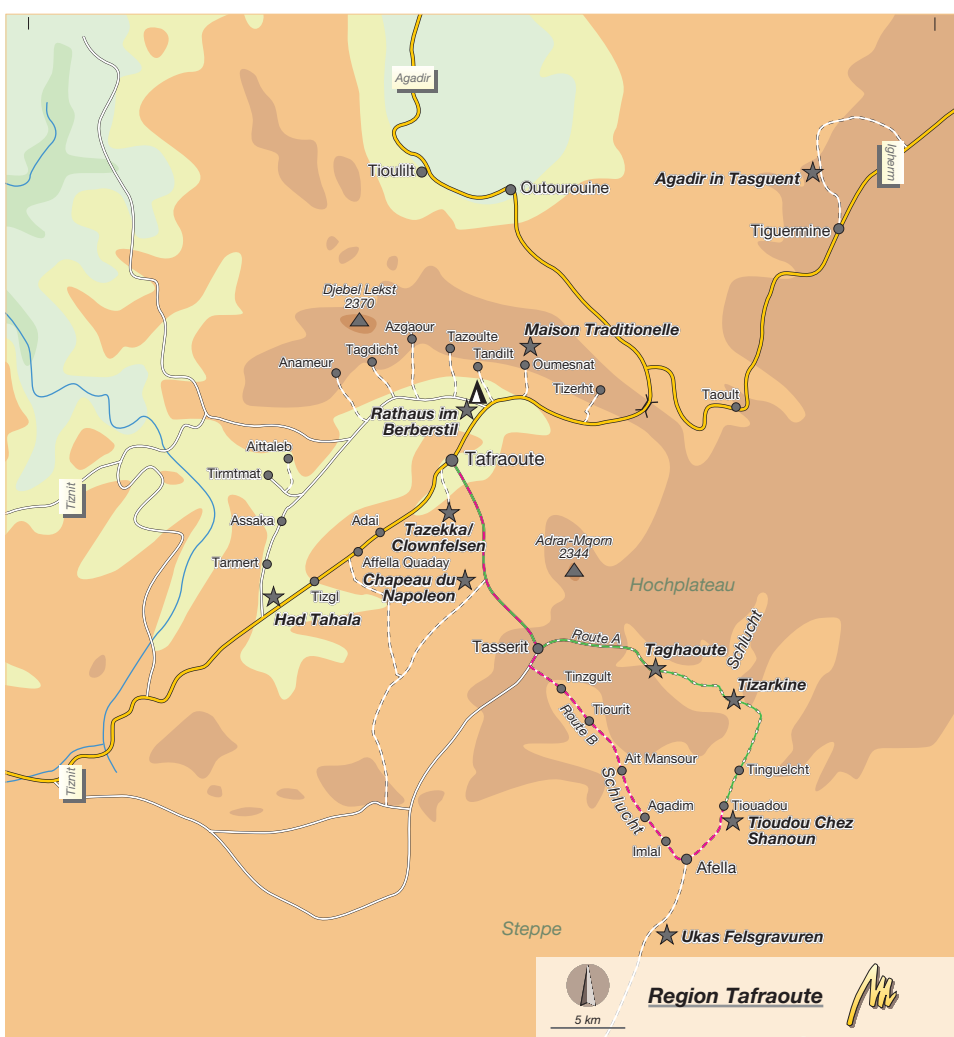 Agadir
Tioulilt
Outourouine
Agadir in Tasguent
Igherm
Tiguermine
Djebel Lekst
2370
Azgaour
Tazoulte
Maison Traditionelle
Tagdicht
Tandilt
Anameur
Oumesnat
Tizerht
Taoult
Rathaus im
Berberstil
Aittaleb
Tafraoute
Tirmtmat
Tiznit
Assaka
Adai
Tazekka/
Clownfelsen
Adrar-Mqorn
2344
Tarmert
Affella Quaday
Chapeau du
Napoleon
Hochplateau
Tizgl
Had Tahala
Tasserit
Route A
Taghaoute
Schlucht
Tinzgult
Tizarkine
Tiourit
Route B
Ait Mansour
Tinguelcht
Tiznit
Schlucht
Agadim
Tiouadou
Tioudou Chez
Shanoun
Imlal
Afella
Steppe
Ukas Felsgravuren
5 km
Region Tafraoute